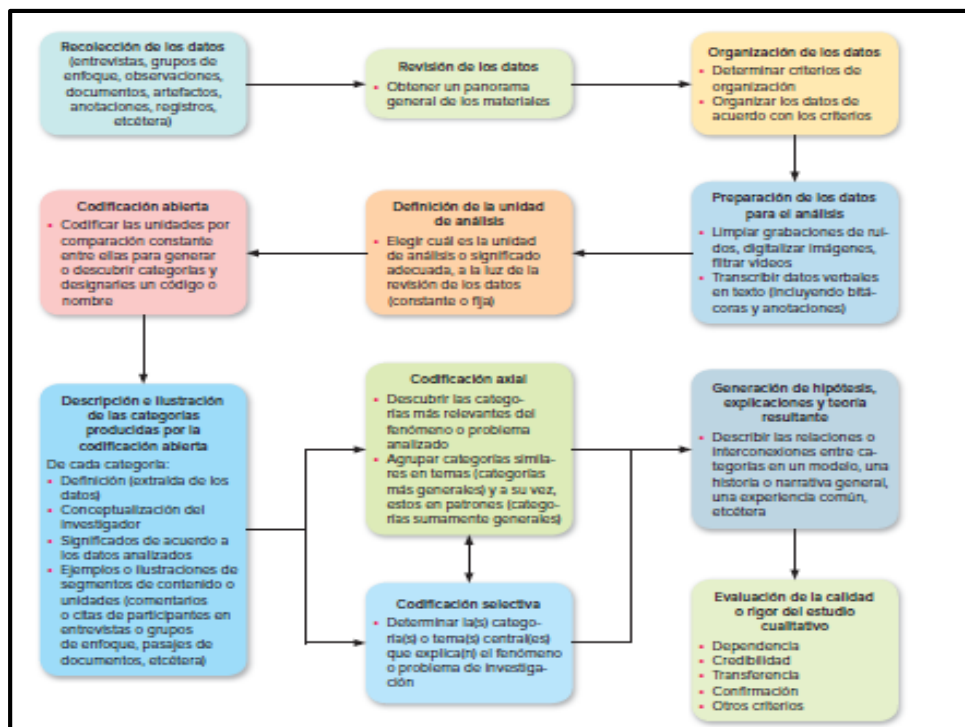 Recolección de los datos
(entrevistas, grupos de
enfoque, observaciones,
documentos, artefactos,
anotaciones, registros,
etcétera)
Revisión de los datos
• Obtener un panorama
general de los materiales
Organización de los datos
• Determinar criterios de
organización
• Organizar los datos de
acuerdo con los criterios
Preparación de los datos
para el análisis
• Limpiar grabaciones de rui-
dos, digitalizar imágenes,
filtrar videos
• Transcribir datos verbales
en texto (incluyendo bitá-
coras y anotaciones)
Definición de la unidad
de análisis
• Elegir cuál es la unidad
de análisis o significado
adecuada, a la luz de la
revisión de los datos
(constante o fija)
Codificación abierta
• Codificar las unidades por
comparación constante
entre ellas para generar
o descubrir categorías y
designarles un código o
nombre
Descripción e ilustración
de las categorías
producidas por la
codificación abierta
De cada categoría:
• Definición (extraída de los
datos)
• Conceptualización del
investigador
• Significados de acuerdo a
los datos analizados
• Ejemplos o ilustraciones de
segmentos de contenido o
unidades (comentarios
o citas de participantes en
entrevistas o grupos
de enfoque, pasajes de
documentos, etcétera)
Codificación axial
• Descubrir las catego-
rías más relevantes del
fenómeno o problema
analizado
• Agrupar categorías simila-
res en temas (categorías
más generales) y a su vez,
estos en patrones (catego-
rías sumamente generales)
Codificación selectiva
• Determinar la(s) catego-
ría(s) o tema(s) central(es)
que explica(n) el fenómeno
o problema de investiga-
ción
Generación de hipótesis,
explicaciones y teoría
resultante
• Describir las relaciones o
interconexiones entre ca-
tegorías en un modelo, una
historia o narrativa general,
una experiencia común,
etcétera
Evaluación de la calidad
o rigor del estudio
cualitativo
• Dependencia
• Credibilidad
• Transferencia
• Confirmación
• Otros criterios